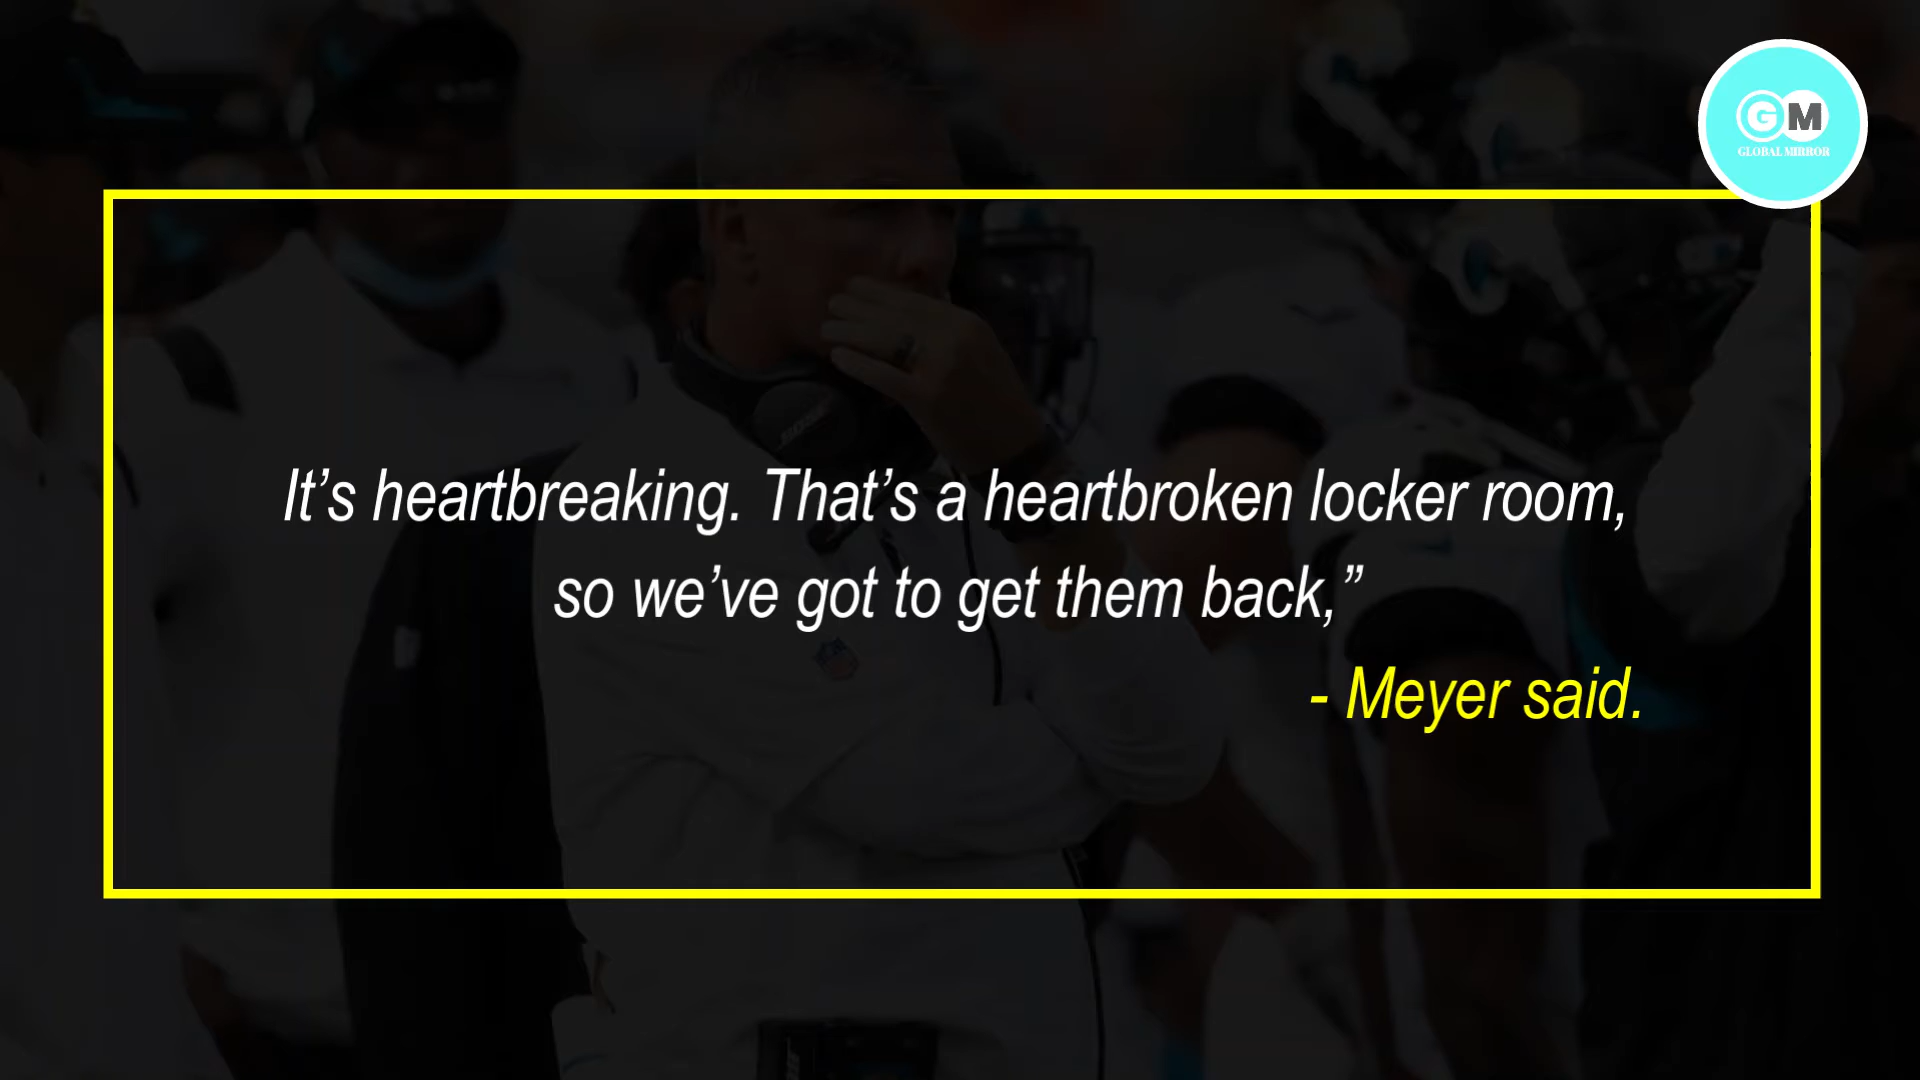 GM
GLOBAL MIRROR
It’s heartbreaking. That’s a heartbroken locker room,
so we’ve got to get them back,”
- Meyer said.
BOSE